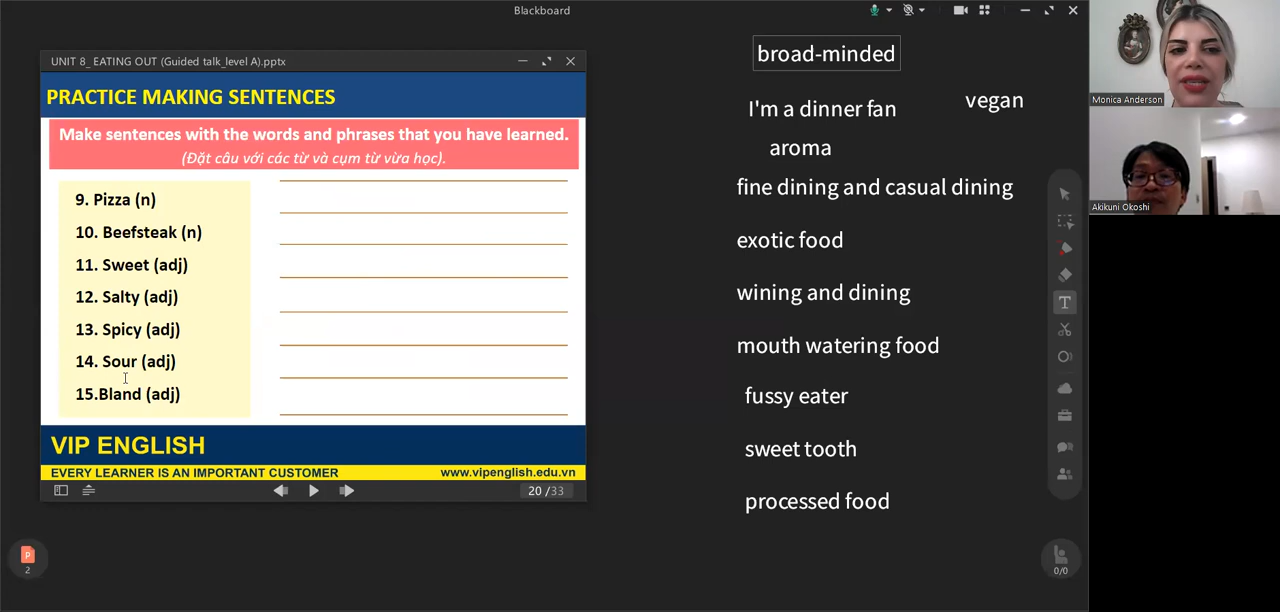 Blackboard
UNIT 8_ EATING OUT (Guided talk_level A).pptx
PRACTICE MAKING SENTENCES
Make sentences with the words and phrases that you have learned.
(Đặt câu với các từ và cụm từ vừa học).
9. Pizza (n)
10. Beefsteak (n)
11. Sweet (adj)
12. Salty (adj)
13. Spicy (adj)
14. Sour (adj)
15.Bland (adj)
VIP ENGLISH
EVERY LEARNER IS AN IMPORTANT CUSTOMER
www.vipenglish.edu.vn
20 /33
broad-minded
I'm a dinner fan
vegan
aroma
fine dining and casual dining
exotic food
wining and dining
mouth watering food
fussy eater
sweet tooth
processed food
Monica Anderson
Akikuni Okoshi
T
P
2
0/0